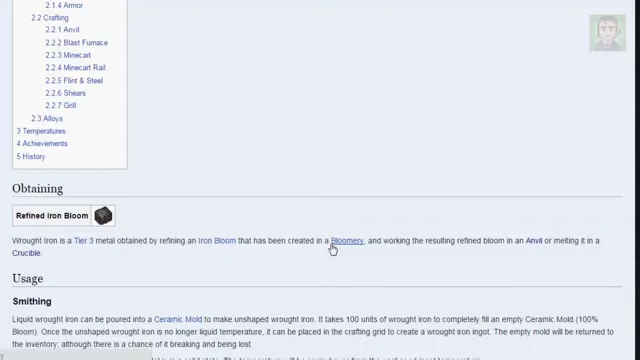 2.1.4 Armor
2.2 Crafting
2.2.1 Anvil
2.2.2 Blast Furnace
2.2.3 Minecart
2.2.4 Minecart Rail
2.2.5 Flint & Steel
2.2.6 Shears
2.2.7 Grill
2.3 Alloys
3 Temperatures
4 Achievements
5 History
Obtaining
Refined Iron Bloom
Wrought Iron is a Tier 3 metal obtained by refining an Iron Bloom that has been created in a Bloomery, and working the resulting refined bloom in an Anvil or melting it in a
Crucible.
Usage
Smithing
Liquid wrought iron can be poured into a Ceramic Mold to make unshaped wrought iron. It takes 100 units of wrought iron to completely fill an empty Ceramic Mold (100%
Bloom). Once the unshaped wrought iron is no longer liquid temperature, it can be placed in the crafting grid to create a wrought iron ingot. The empty mold will be returned to
the inventory, although there is a chance of it breaking and being lost.